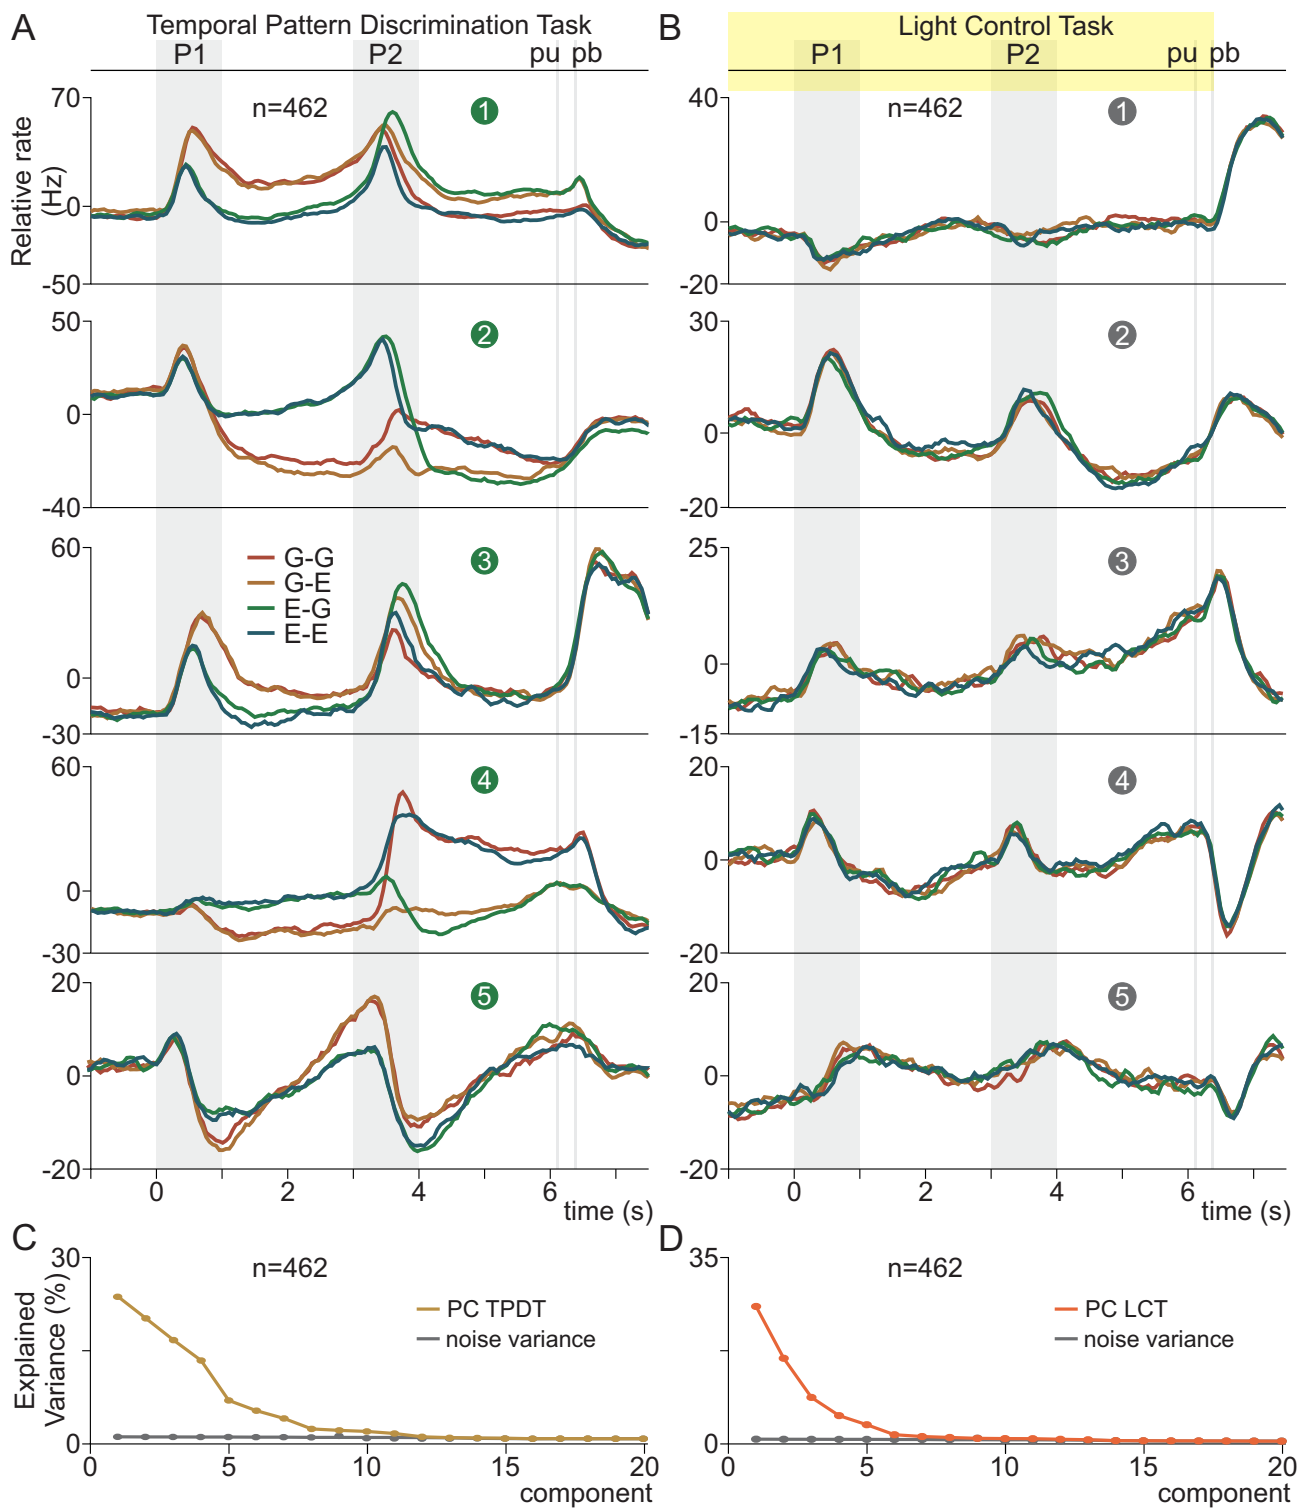 A
Temporal Pattern Discrimination Task
P1
P2
pu
pb
B
Light Control Task
P1
P2
pu
pb
Relative rate
(Hz)
70
0
-50
n=462
1
40
0
-20
n=462
1
50
0
-40
2
30
0
-20
2
60
0
-30
G-G
G-E
E-G
E-E
3
25
0
-15
3
60
0
-30
4
20
0
-20
4
20
0
-20
5
0
2
4
6
time (s)
20
0
-20
5
0
2
4
6
time (s)
C
Explained
Variance (%)
30
0
n=462
PC TPDT
noise variance
0
5
10
15
20
component
D
35
0
n=462
PC LCT
noise variance
0
5
10
15
20
component